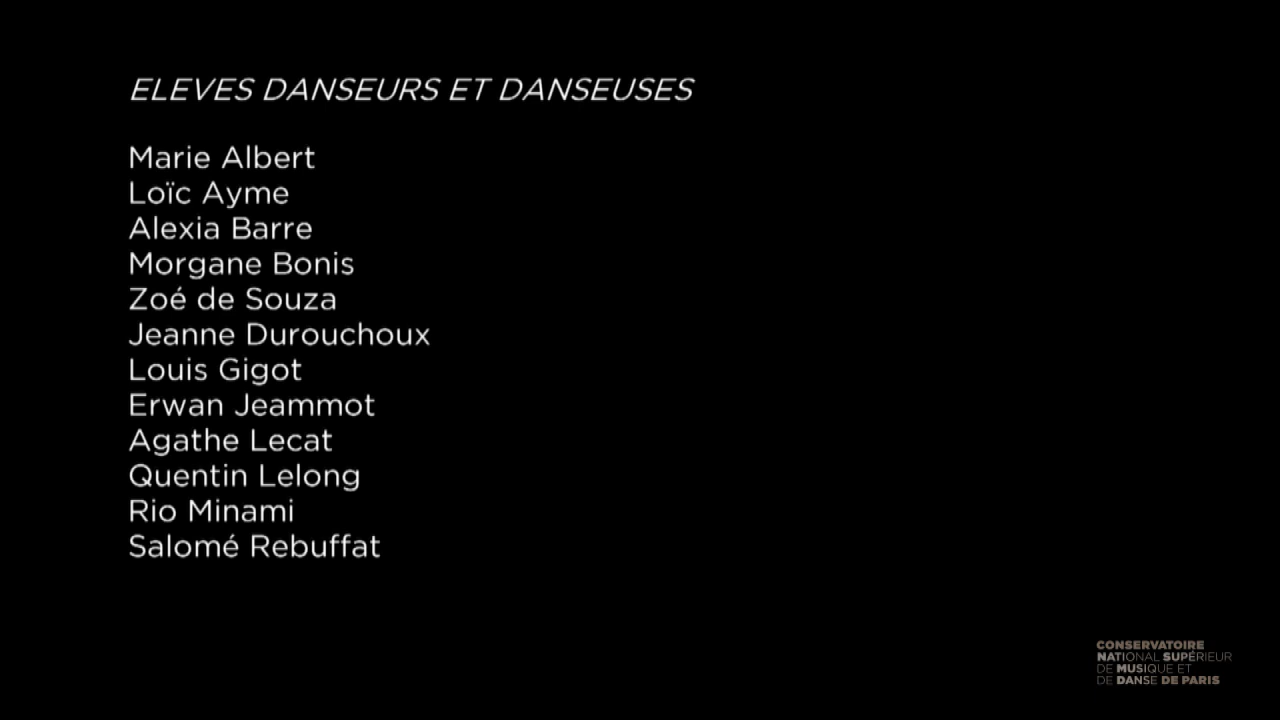 ELEVES DANSEURS ET DANSEUSES
Marie Albert
Loïc Ayme
Alexia Barre
Morgane Bonis
Zoé de Souza
Jeanne Durouchoux
Louis Gigot
Erwan Jeammot
Agathe Lecat
Quentin Lelong
Rio Minami
Salomé Rebuffat
CONSERVATOIRE
NATIONAL SUPÉRIEUR
DE MUSIQUE ET
DE DANSE DE PARIS